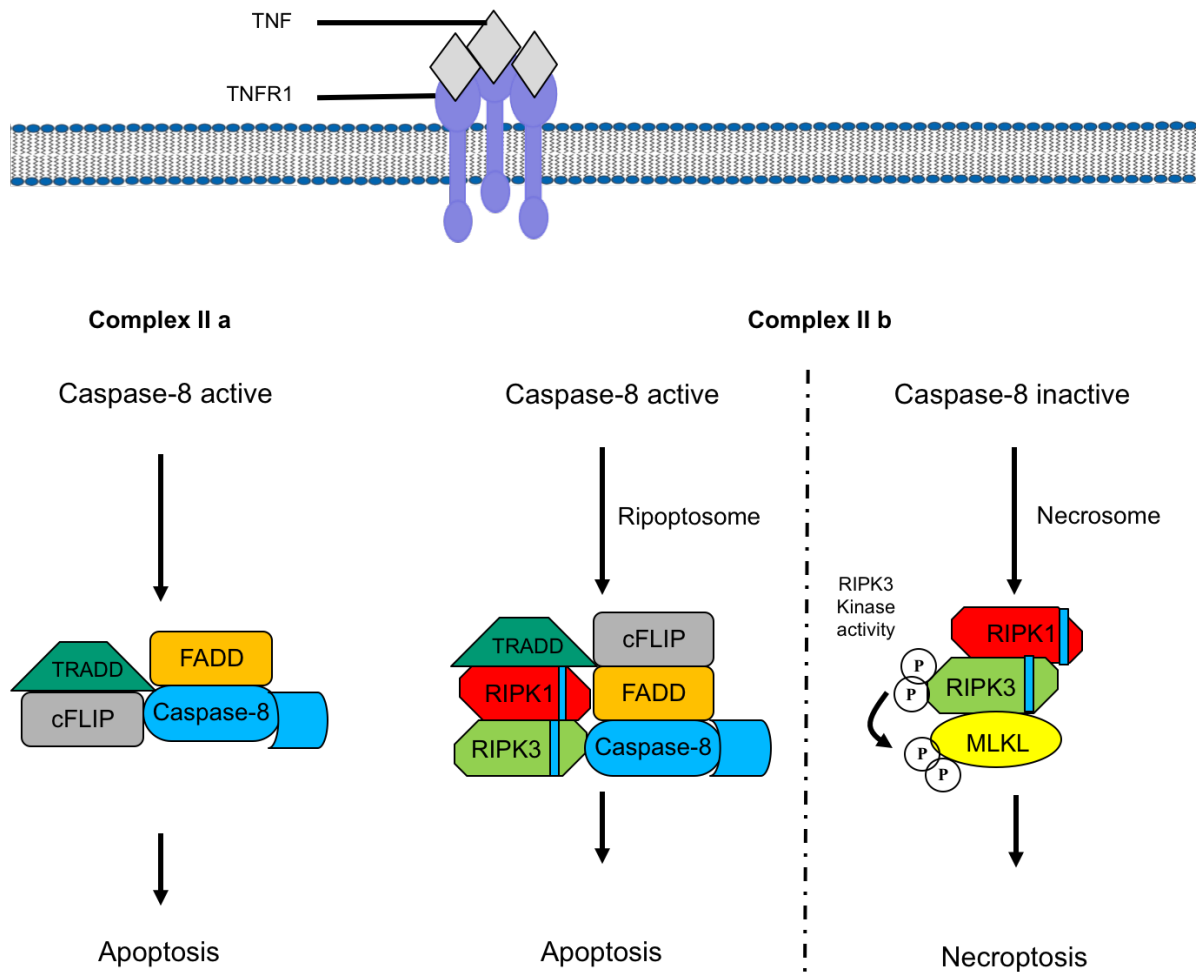 TNF
TNFR1
Complex II a
Complex II b
Caspase-8 active
Caspase-8 active
Caspase-8 inactive
Ripoptosome
Necrosome
RIPK3
Kinase
activity
TRADD
FADD
cFLIP
Caspase-8
TRADD
cFLIP
RIPK1
FADD
RIPK3
Caspase-8
RIPK1
P
P
RIPK3
MLKL
P
P
Apoptosis
Apoptosis
Necroptosis